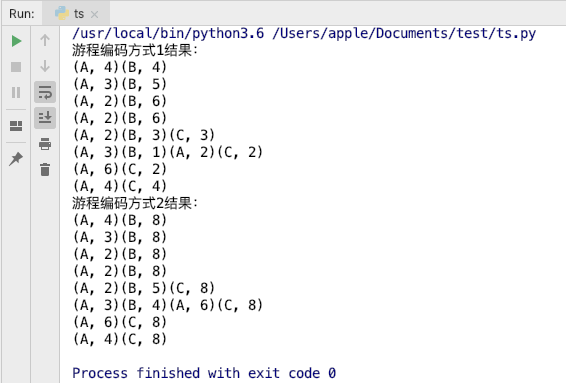 Run: ts
/usr/local/bin/python3.6 /Users/apple/Documents/test/ts.py
游程编码方式1结果:
(A, 4)(B, 4)
(A, 3)(B, 5)
(A, 2)(B, 6)
(A, 2)(B, 6)
(A, 2)(B, 3)(C, 3)
(A, 3)(B, 1)(A, 2)(C, 2)
(A, 6)(C, 2)
(A, 4)(C, 4)
游程编码方式2结果:
(A, 4)(B, 8)
(A, 3)(B, 8)
(A, 2)(B, 8)
(A, 2)(B, 8)
(A, 2)(B, 5)(C, 8)
(A, 3)(B, 4)(A, 6)(C, 8)
(A, 6)(C, 8)
(A, 4)(C, 8)
Process finished with exit code 0